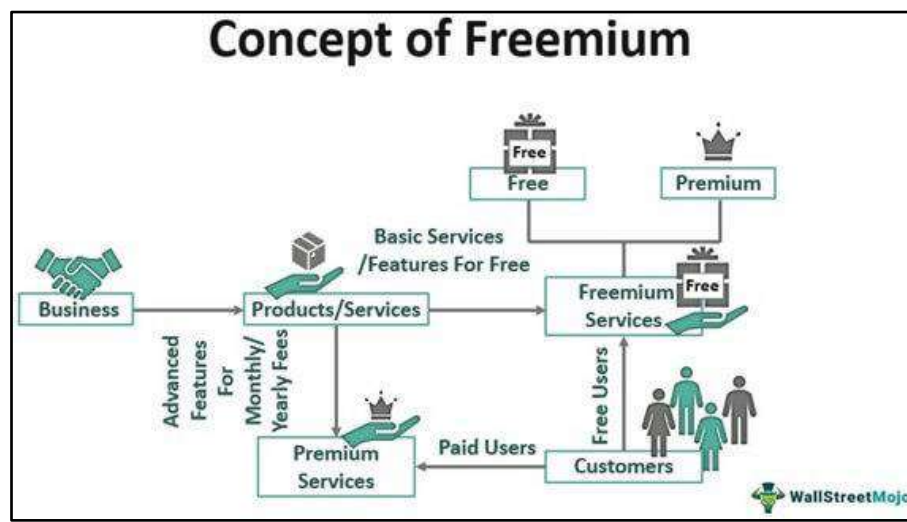 Concept of Freemium
Free
Free
Premium
Basic Services
/Features For Free
Business
Products/Services
Freemium
Services
Free
Advanced
Features
For
Monthly/
Yearly Fees
Free Users
Premium
Services
Paid Users
Customers
WallStreetMojo